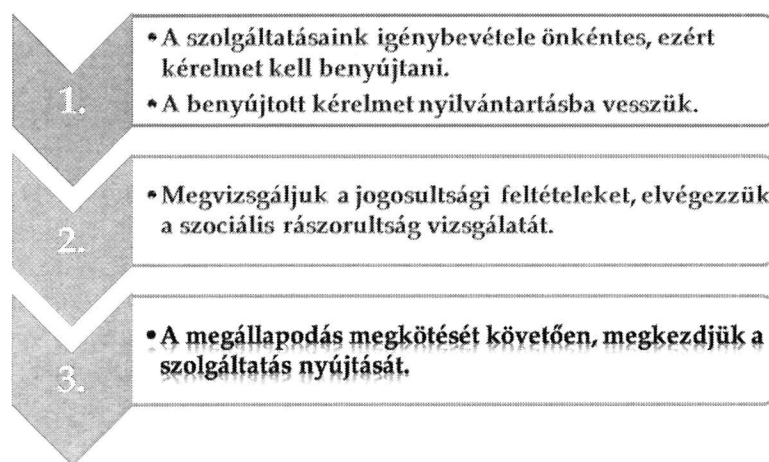 1.
• A szolgáltatásaink igénybevétele önkéntes, ezért
kérelmet kell benyújtani.
• A benyújtott kérelmet nyilvántartásba vesszük.
2.
• Megvizsgáljuk a jogosultsági feltételeket, elvégezzük
a szociális rászorultság vizsgálatát.
3.
• A megállapodás megkötését követően, megkezdjük a
szolgáltatás nyújtását.